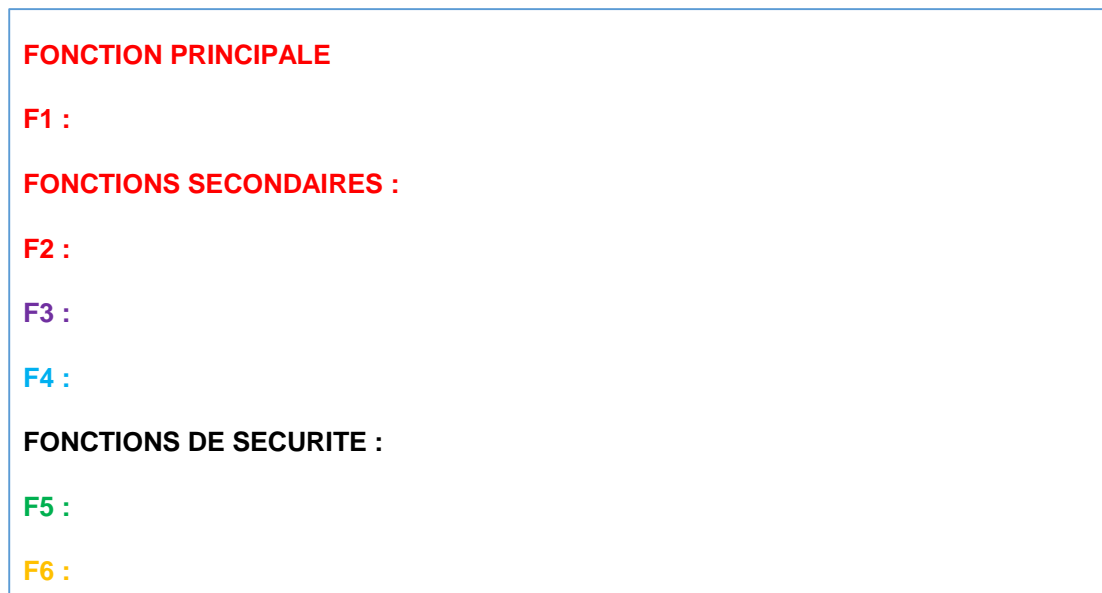 FONCTION PRINCIPALE
F1 :
FONCTIONS SECONDAIRES :
F2 :
F3 :
F4 :
FONCTIONS DE SECURITE :
F5 :
F6 :